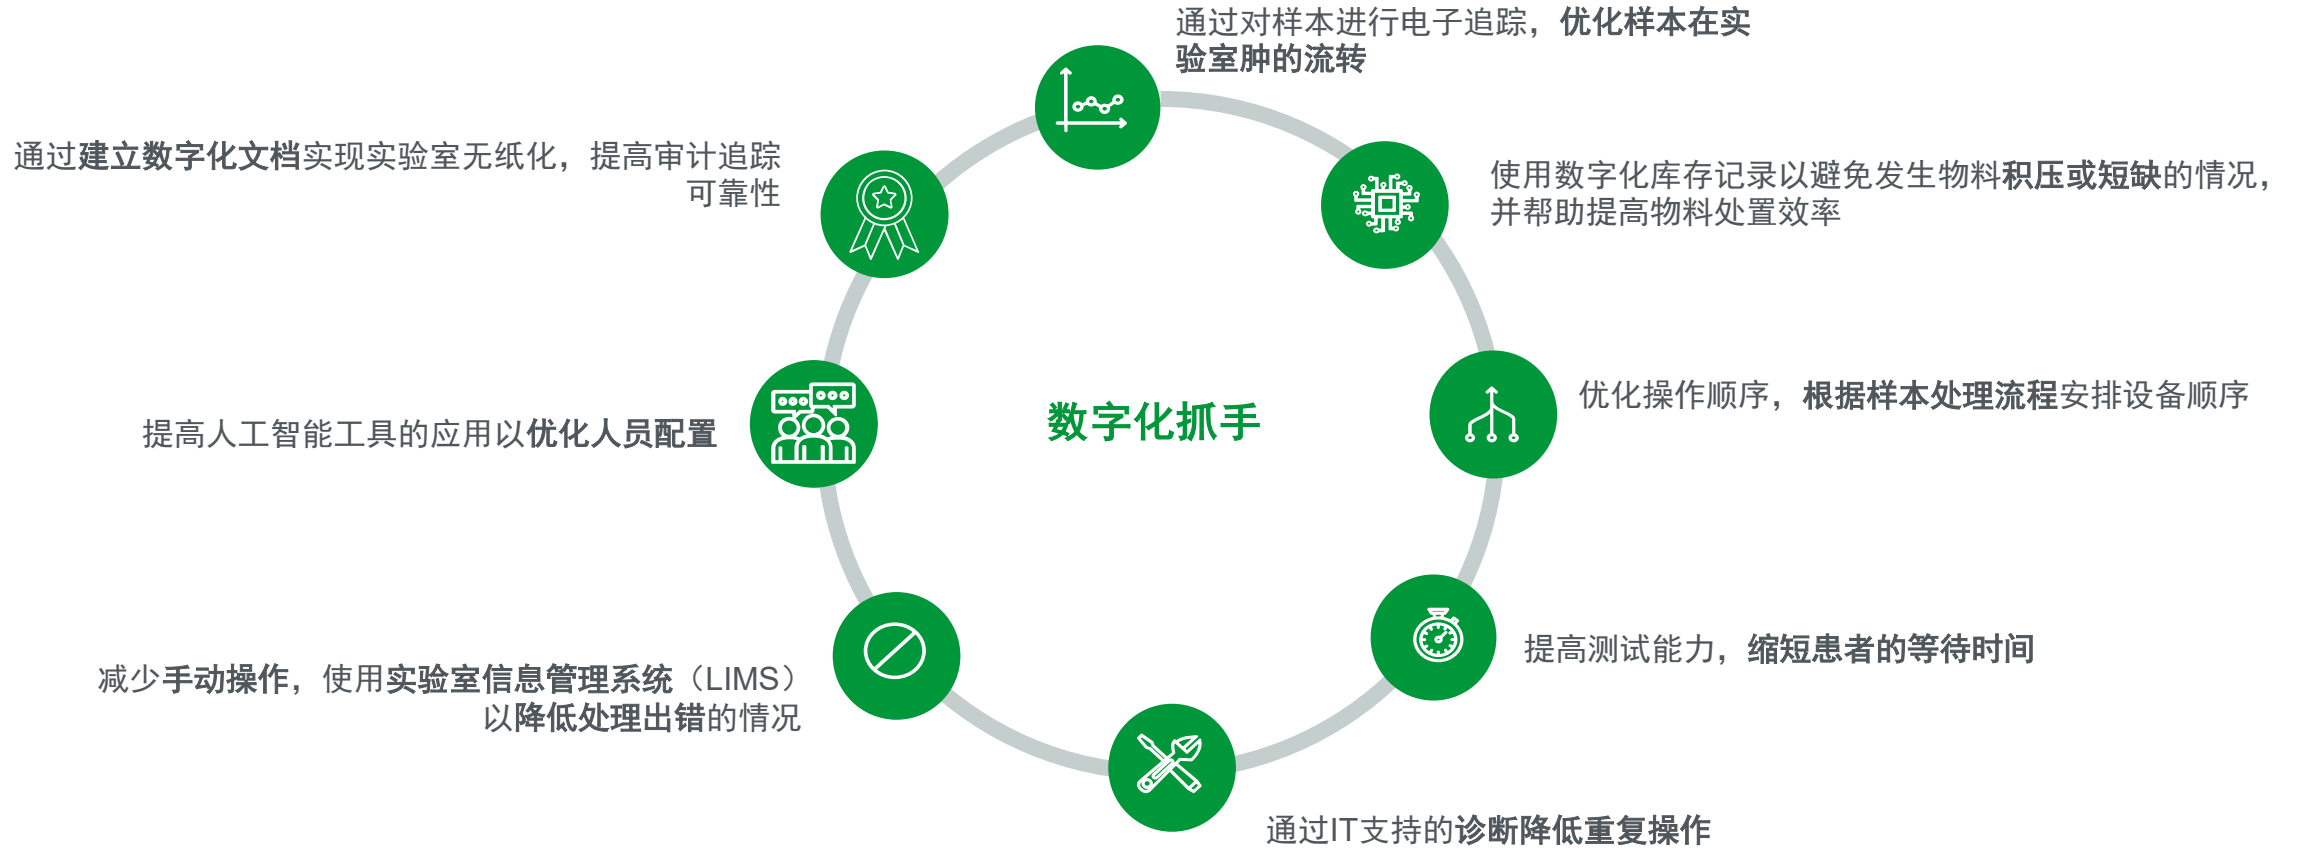 通过对样本进行电子追踪，优化样本在实
验室肿的流转
使用数字化库存记录以避免发生物料积压或短缺的情况，
并帮助提高物料处置效率
优化操作顺序，根据样本处理流程安排设备顺序
提高测试能力，缩短患者的等待时间
通过IT支持的诊断降低重复操作
减少手动操作，使用实验室信息管理系统（LIMS）
以降低处理出错的情况
提高人工智能工具的应用以优化人员配置
通过建立数字化文档实现实验室无纸化，提高审计追踪
可靠性
数字化抓手